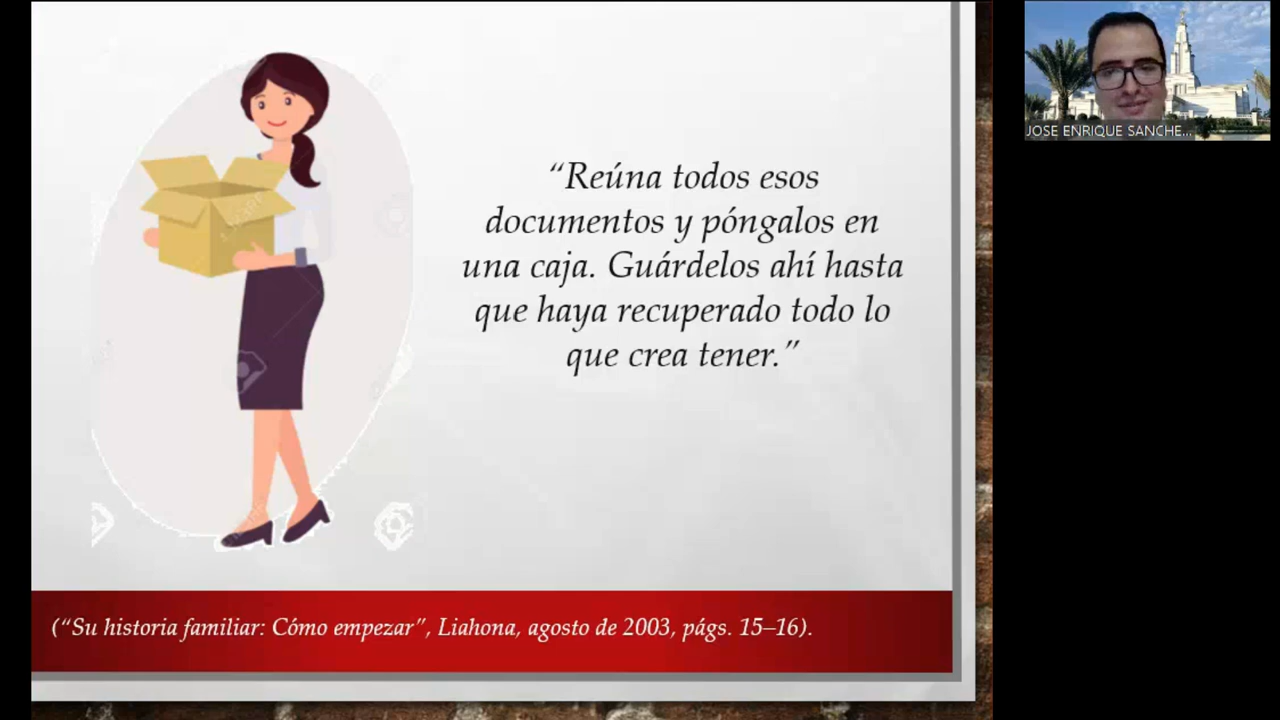 “Reúna todos esos
documentos y póngalos en
una caja. Guárdelos ahí hasta
que haya recuperado todo lo
que crea tener.”
(“Su historia familiar: Cómo empezar”, Liahona, agosto de 2003, págs. 15–16).
JOSE ENRIQUE SANCHE...